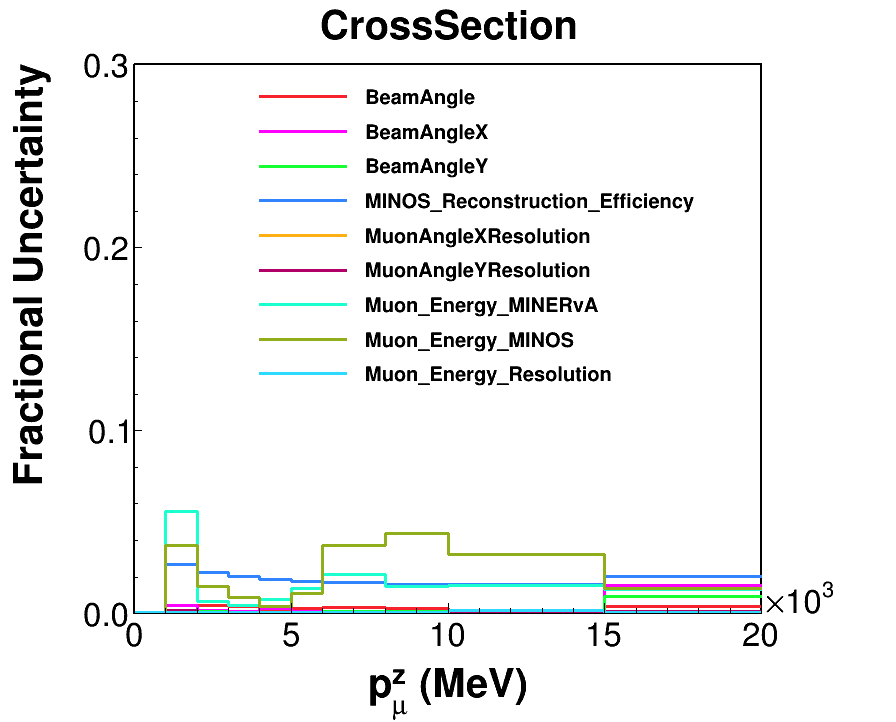 CrossSection
Fractional Uncertainty
0.3
0.2
0.1
0.0
BeamAngle
BeamAngleX
BeamAngleY
MINOS_Reconstruction_Efficiency
MuonAngleXResolution
MuonAngleYResolution
Muon_Energy_MINERvA
Muon_Energy_MINOS
Muon_Energy_Resolution
×10³
0 5 10 15 20
p_μ^z (MeV)